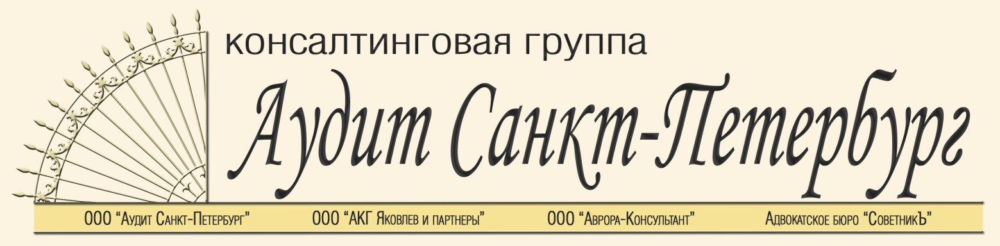 консалтинговая группа
Аудит Санкт-Петербург
ООО “Аудит Санкт-Петербург” ООО “АКГ Яковлев и партнеры” ООО “Аврора-Консультант” Адвокатское бюро “СоветникЪ”